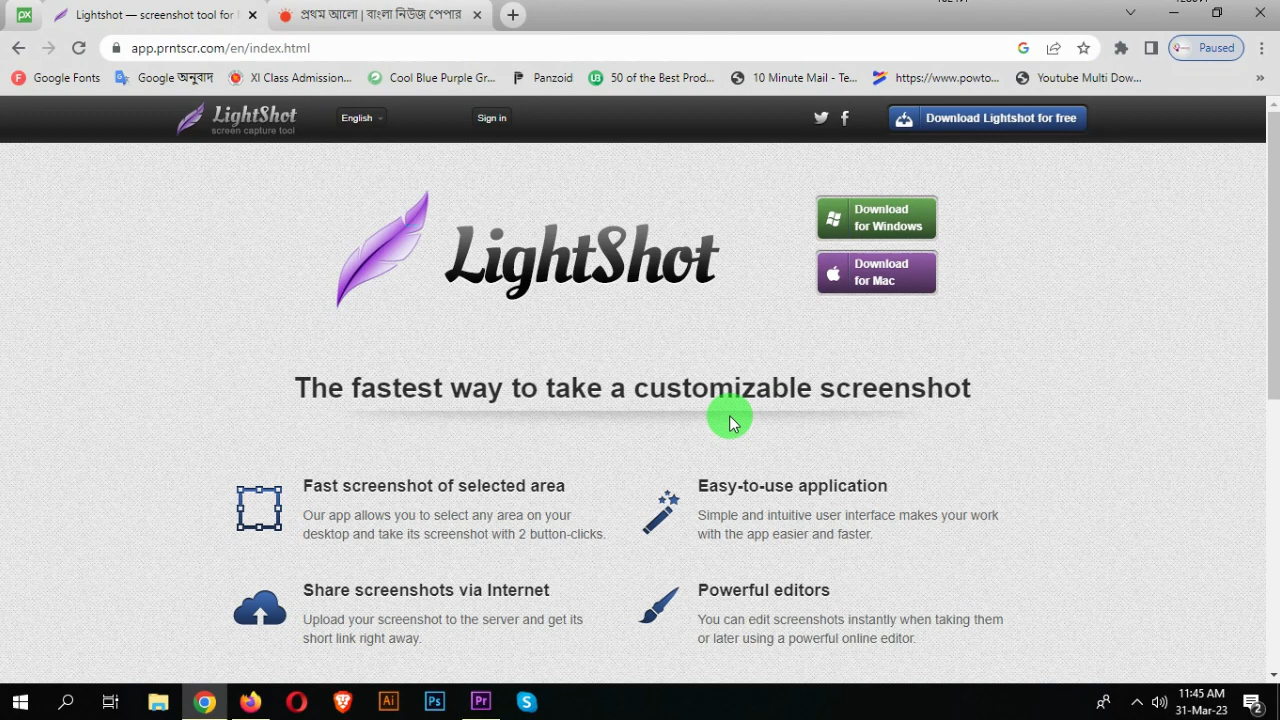 Lightshot — screenshot tool for
প্রথম আলো | বাংলা নিউজ পেপার
app.prntscr.com/en/index.html
Paused
Google Fonts
Google অনুবাদ
XI Class Admission...
Cool Blue Purple Gr...
Panzoid
50 of the Best Prod...
10 Minute Mail - Te...
https://www.powto...
Youtube Multi Dow...
LightShot
screen capture tool
English
Sign in
Download Lightshot for free
LightShot
Download
for Windows
Download
for Mac
The fastest way to take a customizable screenshot
Fast screenshot of selected area
Our app allows you to select any area on your
desktop and take its screenshot with 2 button-clicks.
Easy-to-use application
Simple and intuitive user interface makes your work
with the app easier and faster.
Share screenshots via Internet
Upload your screenshot to the server and get its
short link right away.
Powerful editors
You can edit screenshots instantly when taking them
or later using a powerful online editor.
Ai
Ps
Pr
11:45 AM
31-Mar-23
2